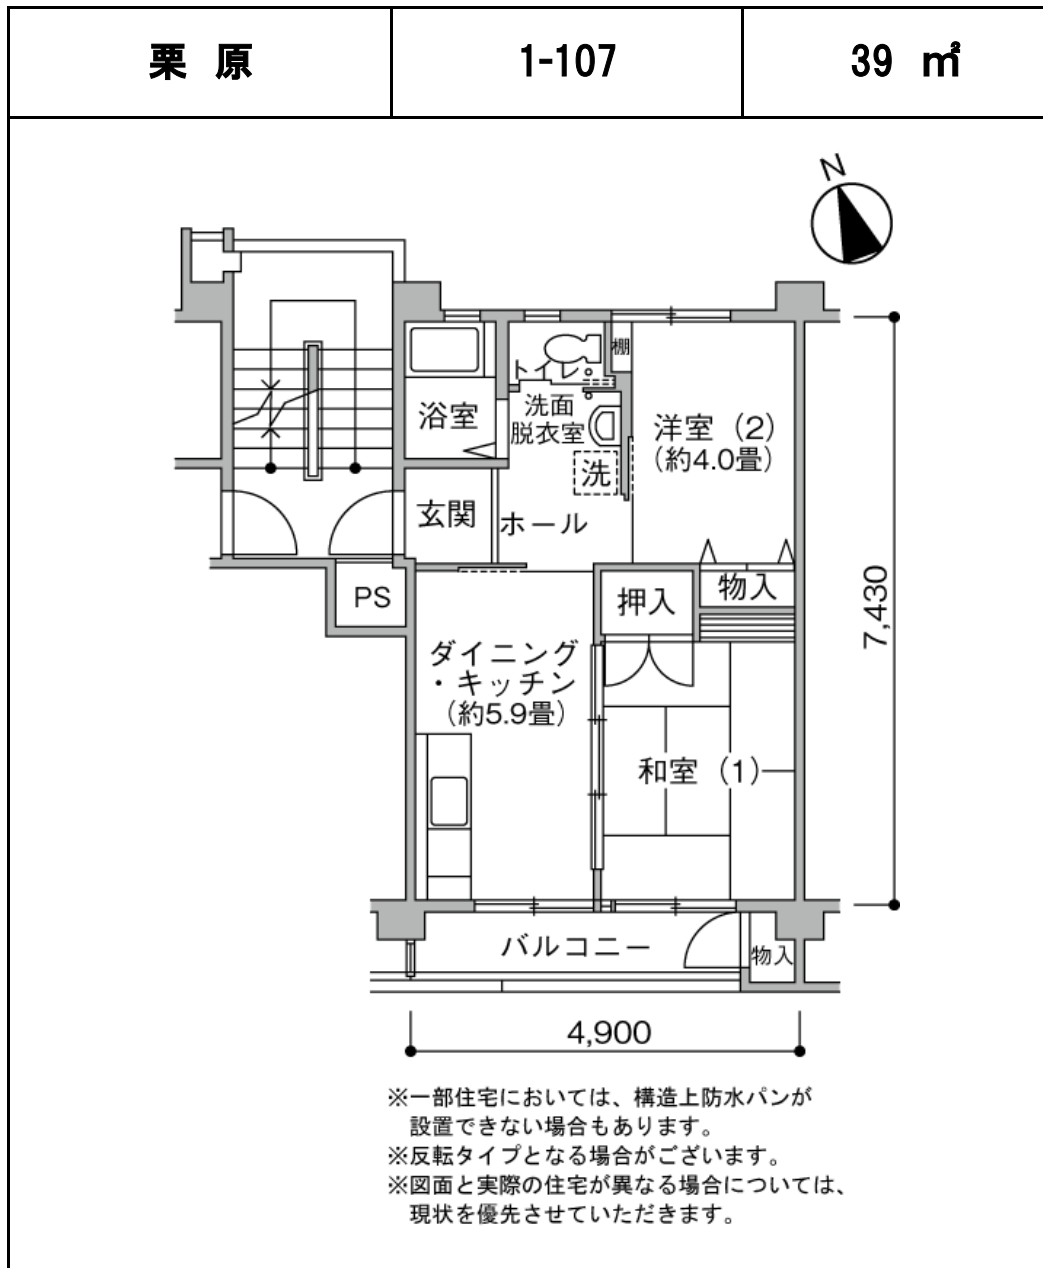 栗 原
1-107
39 ㎡
N
トイレ
棚
浴室
洗面
脱衣室
洗
洋室(2)
(約4.0畳)
玄関
ホール
PS
押入
物入
ダイニング
・キッチン
(約5.9畳)
和室(1)
7,430
バルコニー
物入
4,900
※一部住宅においては、構造上防水パンが
設置できない場合もあります。
※反転タイプとなる場合がございます。
※図面と実際の住宅が異なる場合については、
現状を優先させていただきます。